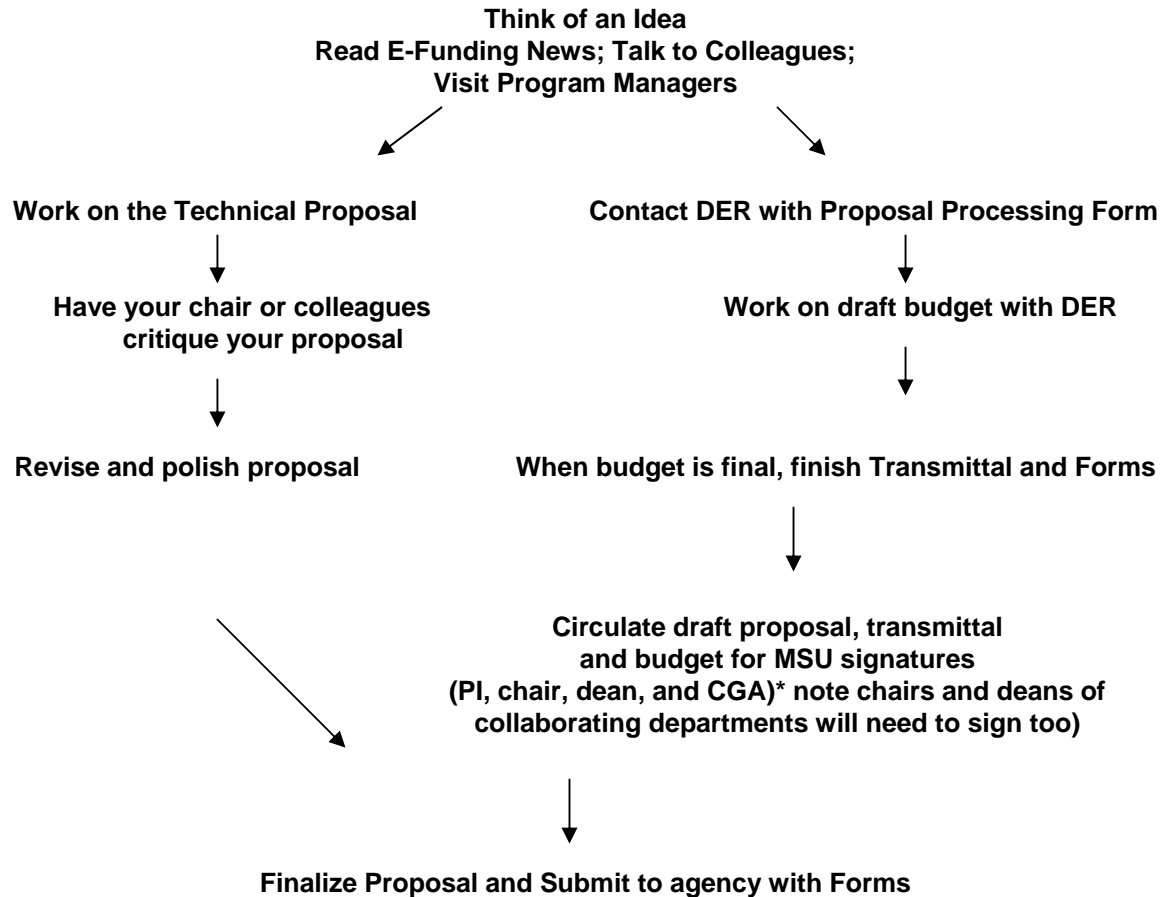 Think of an Idea
Read E-Funding News; Talk to Colleagues;
Visit Program Managers
Work on the Technical Proposal
Contact DER with Proposal Processing Form
Have your chair or colleagues
critique your proposal
Work on draft budget with DER
Revise and polish proposal
When budget is final, finish Transmittal and Forms
Circulate draft proposal, transmittal
and budget for MSU signatures
(PI, chair, dean, and CGA)* note chairs and deans of
collaborating departments will need to sign too)
Finalize Proposal and Submit to agency with Forms